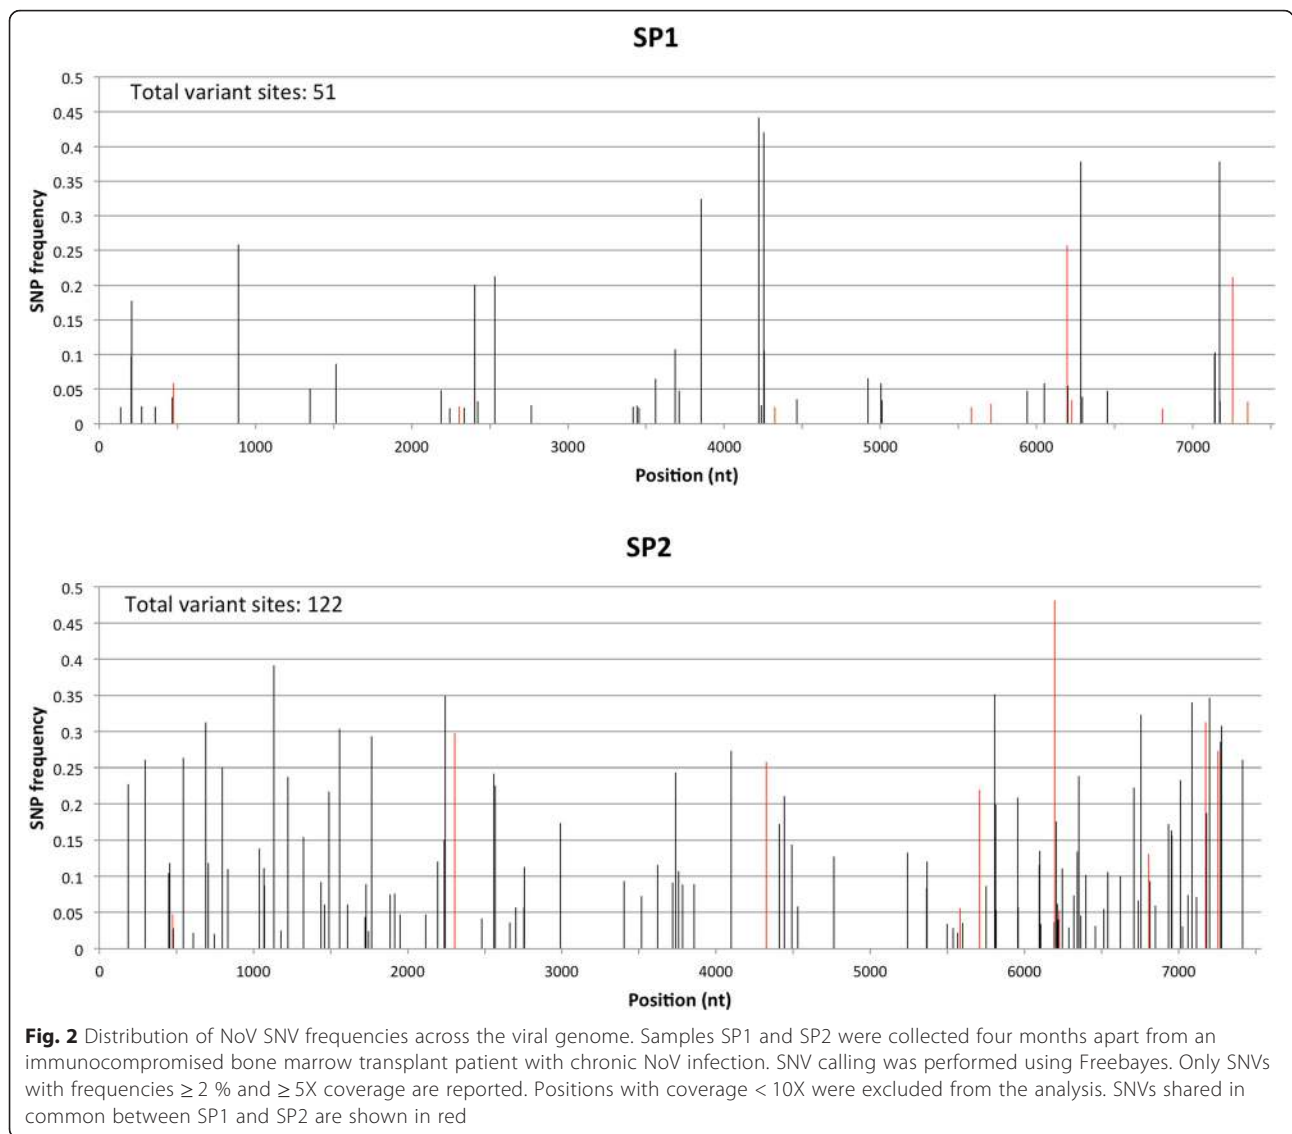 SP1
Total variant sites: 51
SNP frequency
0.5
0.45
0.4
0.35
0.3
0.25
0.2
0.15
0.1
0.05
0
0 1000 2000 3000 4000 5000 6000 7000
Position (nt)
SP2
Total variant sites: 122
SNP frequency
0.5
0.45
0.4
0.35
0.3
0.25
0.2
0.15
0.1
0.05
0
0 1000 2000 3000 4000 5000 6000 7000
Position (nt)
Fig. 2 Distribution of NoV SNV frequencies across the viral genome. Samples SP1 and SP2 were collected four months apart from an
immunocompromised bone marrow transplant patient with chronic NoV infection. SNV calling was performed using Freebayes. Only SNVs
with frequencies ≥ 2 % and ≥ 5X coverage are reported. Positions with coverage < 10X were excluded from the analysis. SNVs shared in
common between SP1 and SP2 are shown in red